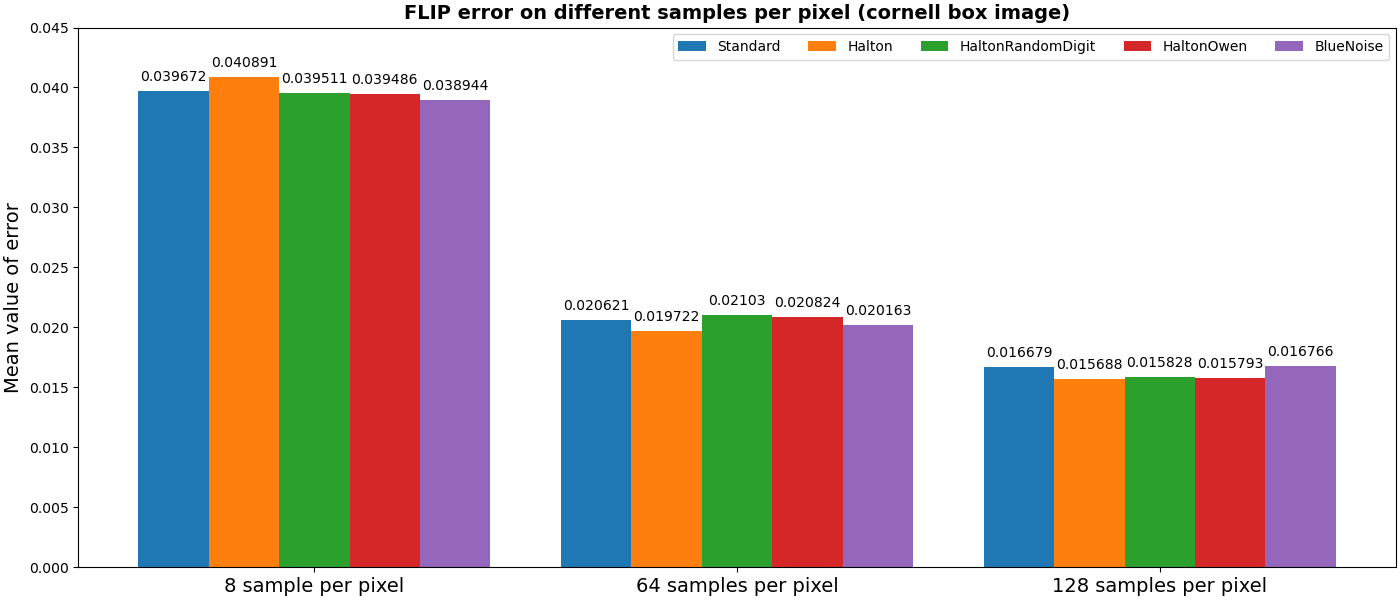 FLIP error on different samples per pixel (cornell box image)
Standard Halton HaltonRandomDigit HaltonOwen BlueNoise
Mean value of error
0.045
0.040
0.035
0.030
0.025
0.020
0.015
0.010
0.005
0.000
0.039672 0.040891 0.039511 0.039486 0.038944
0.020621 0.019722 0.02103 0.020824 0.020163
0.016679 0.015688 0.015828 0.015793 0.016766
8 sample per pixel 64 samples per pixel 128 samples per pixel